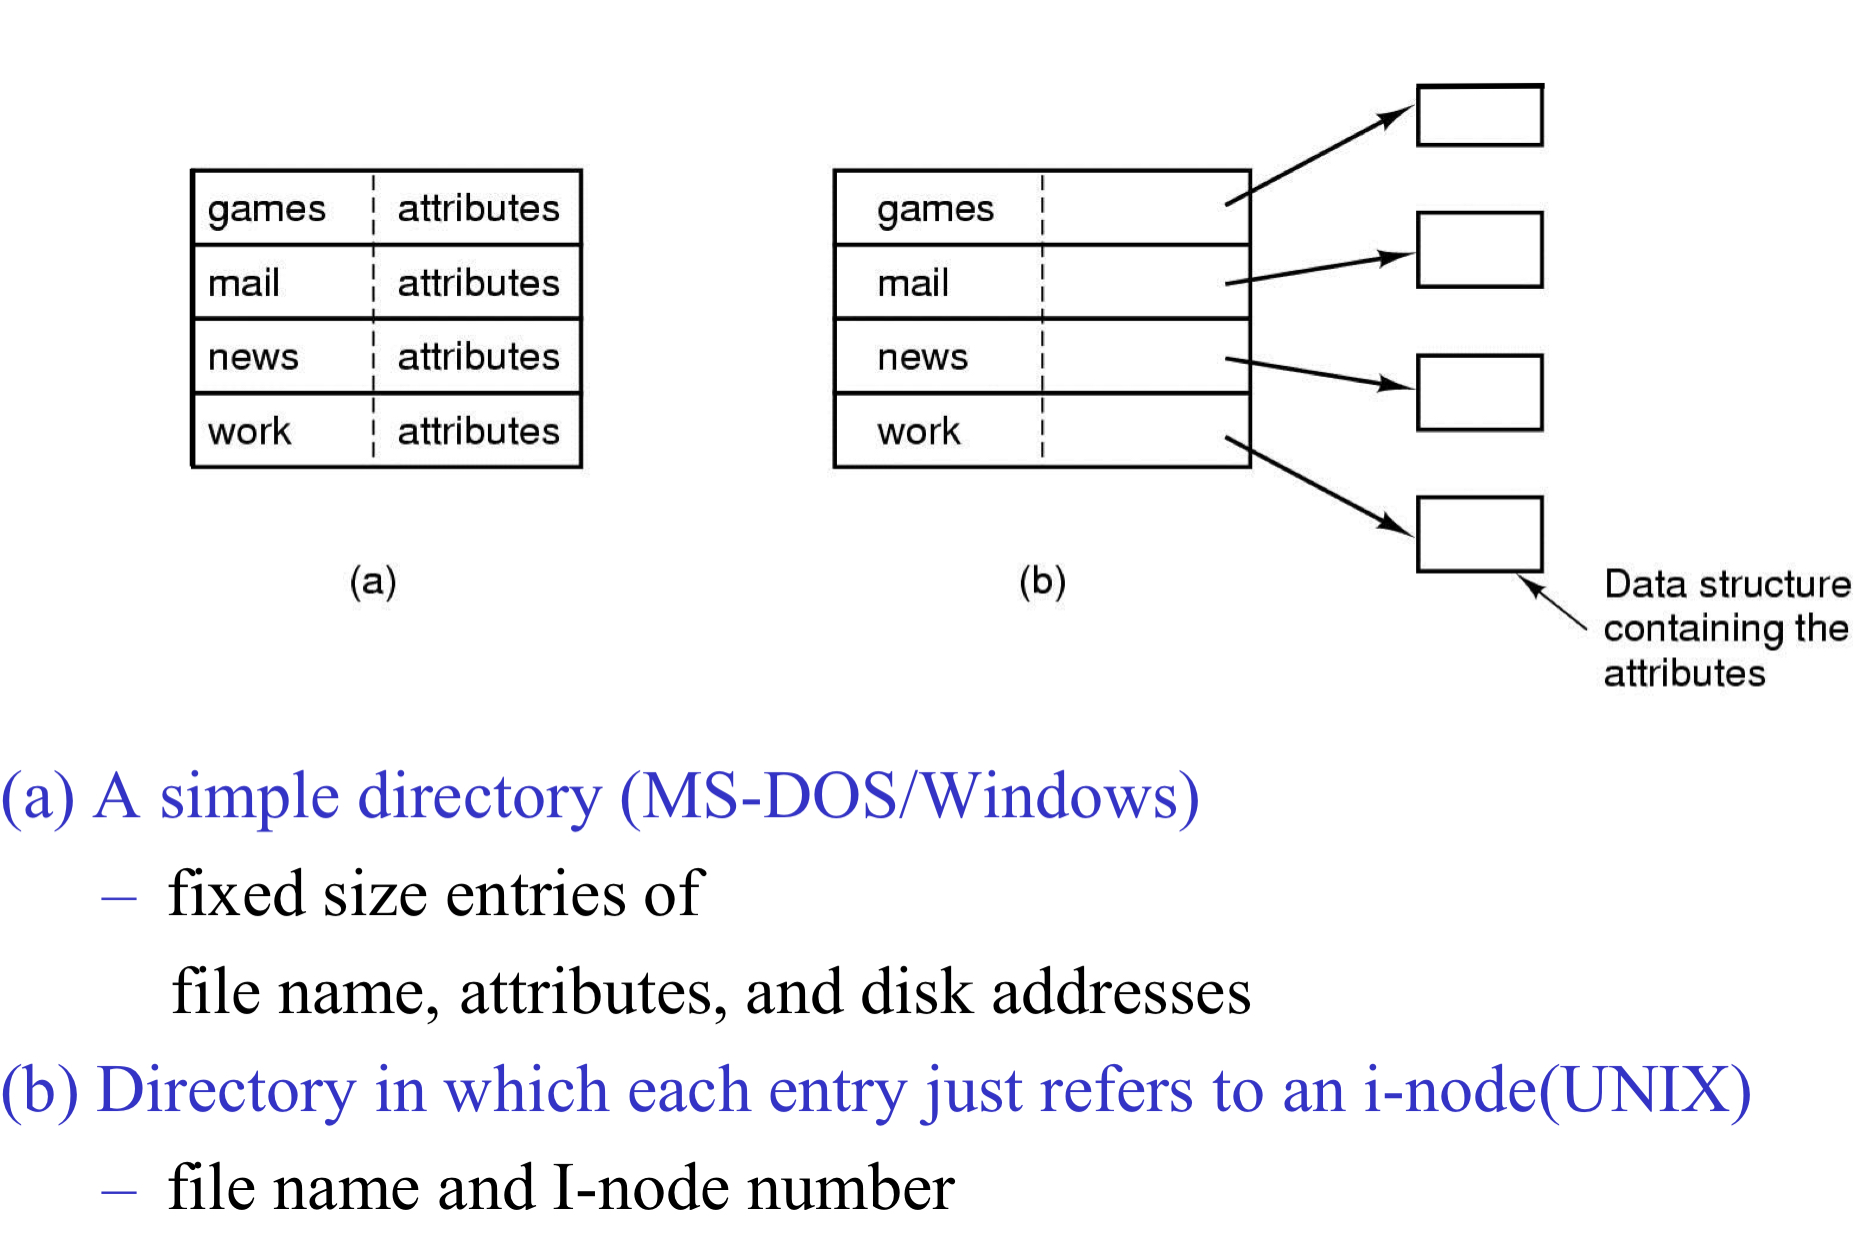 games attributes
mail attributes
news attributes
work attributes
(a)
games
mail
news
work
(b)
Data structure
containing the
attributes
(a) A simple directory (MS-DOS/Windows)
– fixed size entries of
file name, attributes, and disk addresses
(b) Directory in which each entry just refers to an i-node(UNIX)
– file name and I-node number